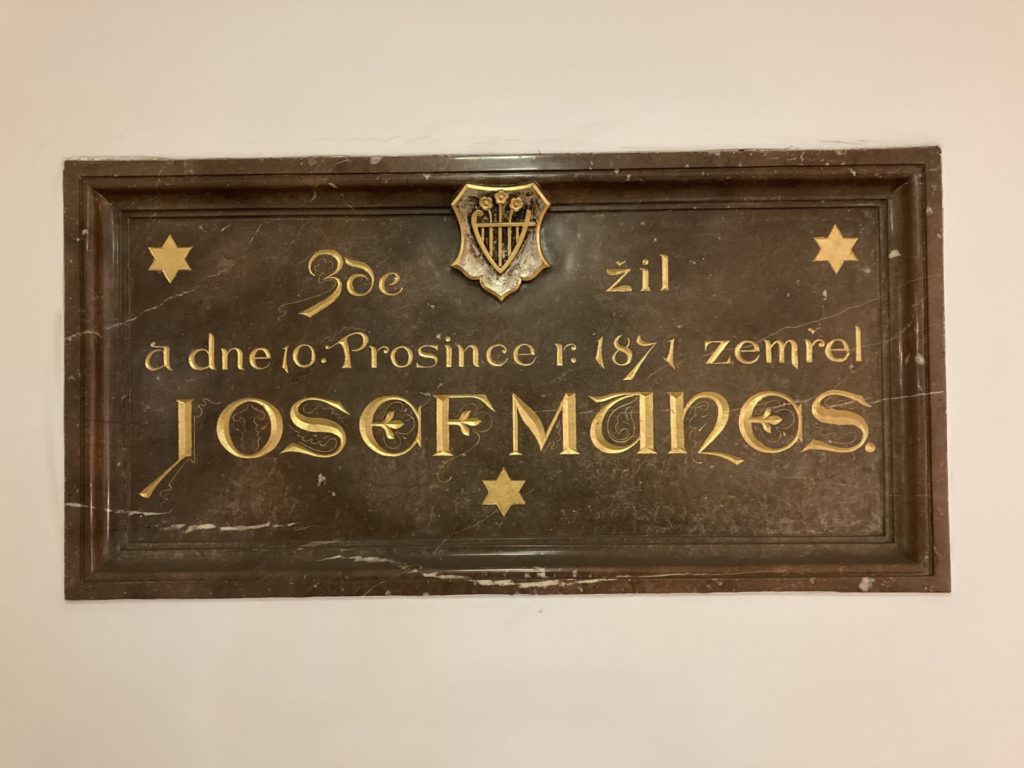 Zde žil
a dne 10. Prosince r. 1871 zemřel
JOSEF MANES.